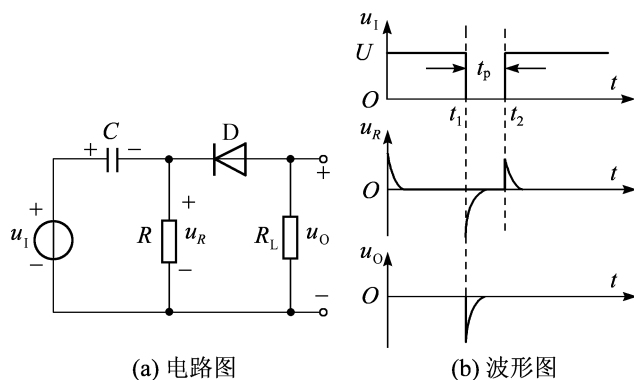 C
+ −
D
+
+
u_I
−
R
+
u_R
−
R_L
u_O
−
(a) 电路图
u_I
U
t_p
O
t_1
t_2
t
u_R
O
t
u_O
O
t
(b) 波形图